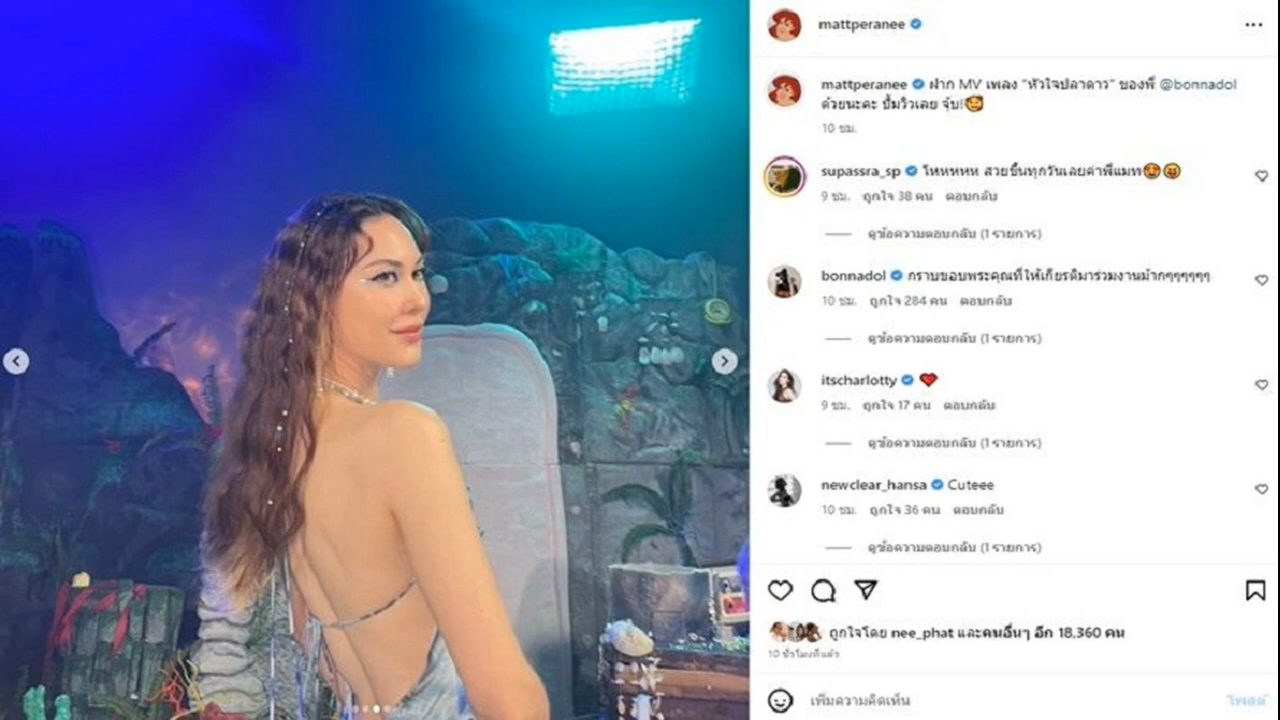 mattperanee
mattperanee ฝาก MV เพลง "หัวใจปลาดาว" ของพี่ @bonnadol
ด้วยนะคะ ปั้มวิวเลย จุ้บ!🥰
10 ชม.
supassra_sp โหหหหห สวยขึ้นทุกวันเลยค่าพี่แมท😍😝
9 ชม. ถูกใจ 38 คน ตอบกลับ
ดูข้อความตอบกลับ (1 รายการ)
bonnadol กราบขอบพระคุณที่ให้เกียรติมาร่วมงานม้ากๆๆๆๆๆๆ
10 ชม. ถูกใจ 284 คน ตอบกลับ
ดูข้อความตอบกลับ (1 รายการ)
itscharlotty ❤️
9 ชม. ถูกใจ 17 คน ตอบกลับ
ดูข้อความตอบกลับ (1 รายการ)
newclear_hansa Cuteee
10 ชม. ถูกใจ 36 คน ตอบกลับ
ดูข้อความตอบกลับ (1 รายการ)
ถูกใจโดย nee_phat และคนอื่นๆ อีก 18,360 คน
10 ชั่วโมงที่แล้ว
เพิ่มความคิดเห็น
โพสต์